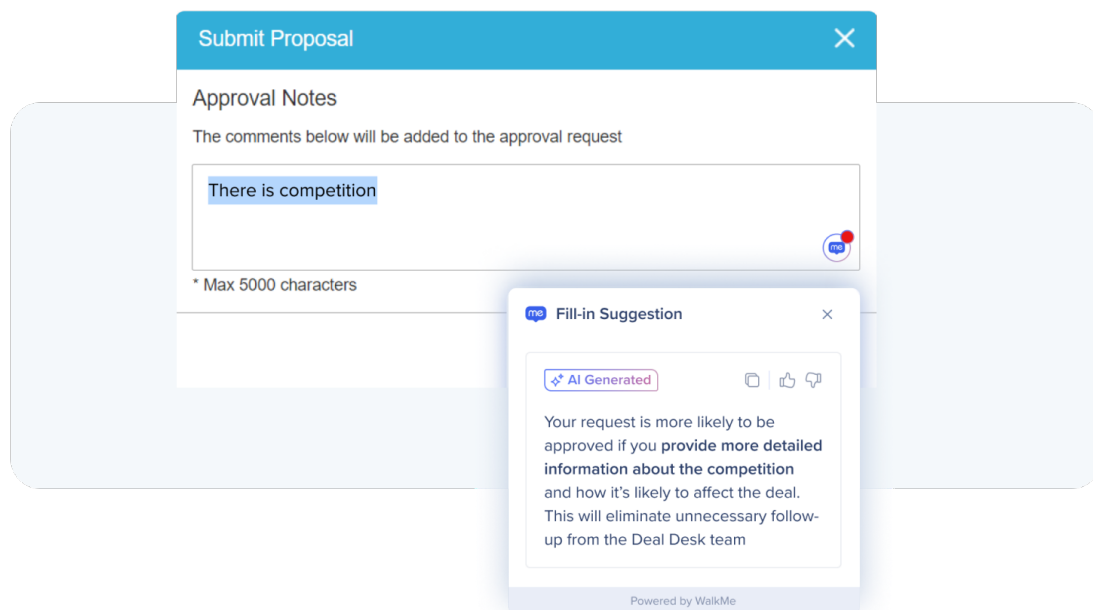 Submit Proposal
Approval Notes
The comments below will be added to the approval request
There is competition
me
* Max 5000 characters
me Fill-in Suggestion
AI Generated
Your request is more likely to be
approved if you provide more detailed
information about the competition
and how it’s likely to affect the deal.
This will eliminate unnecessary follow-
up from the Deal Desk team
Powered by WalkMe